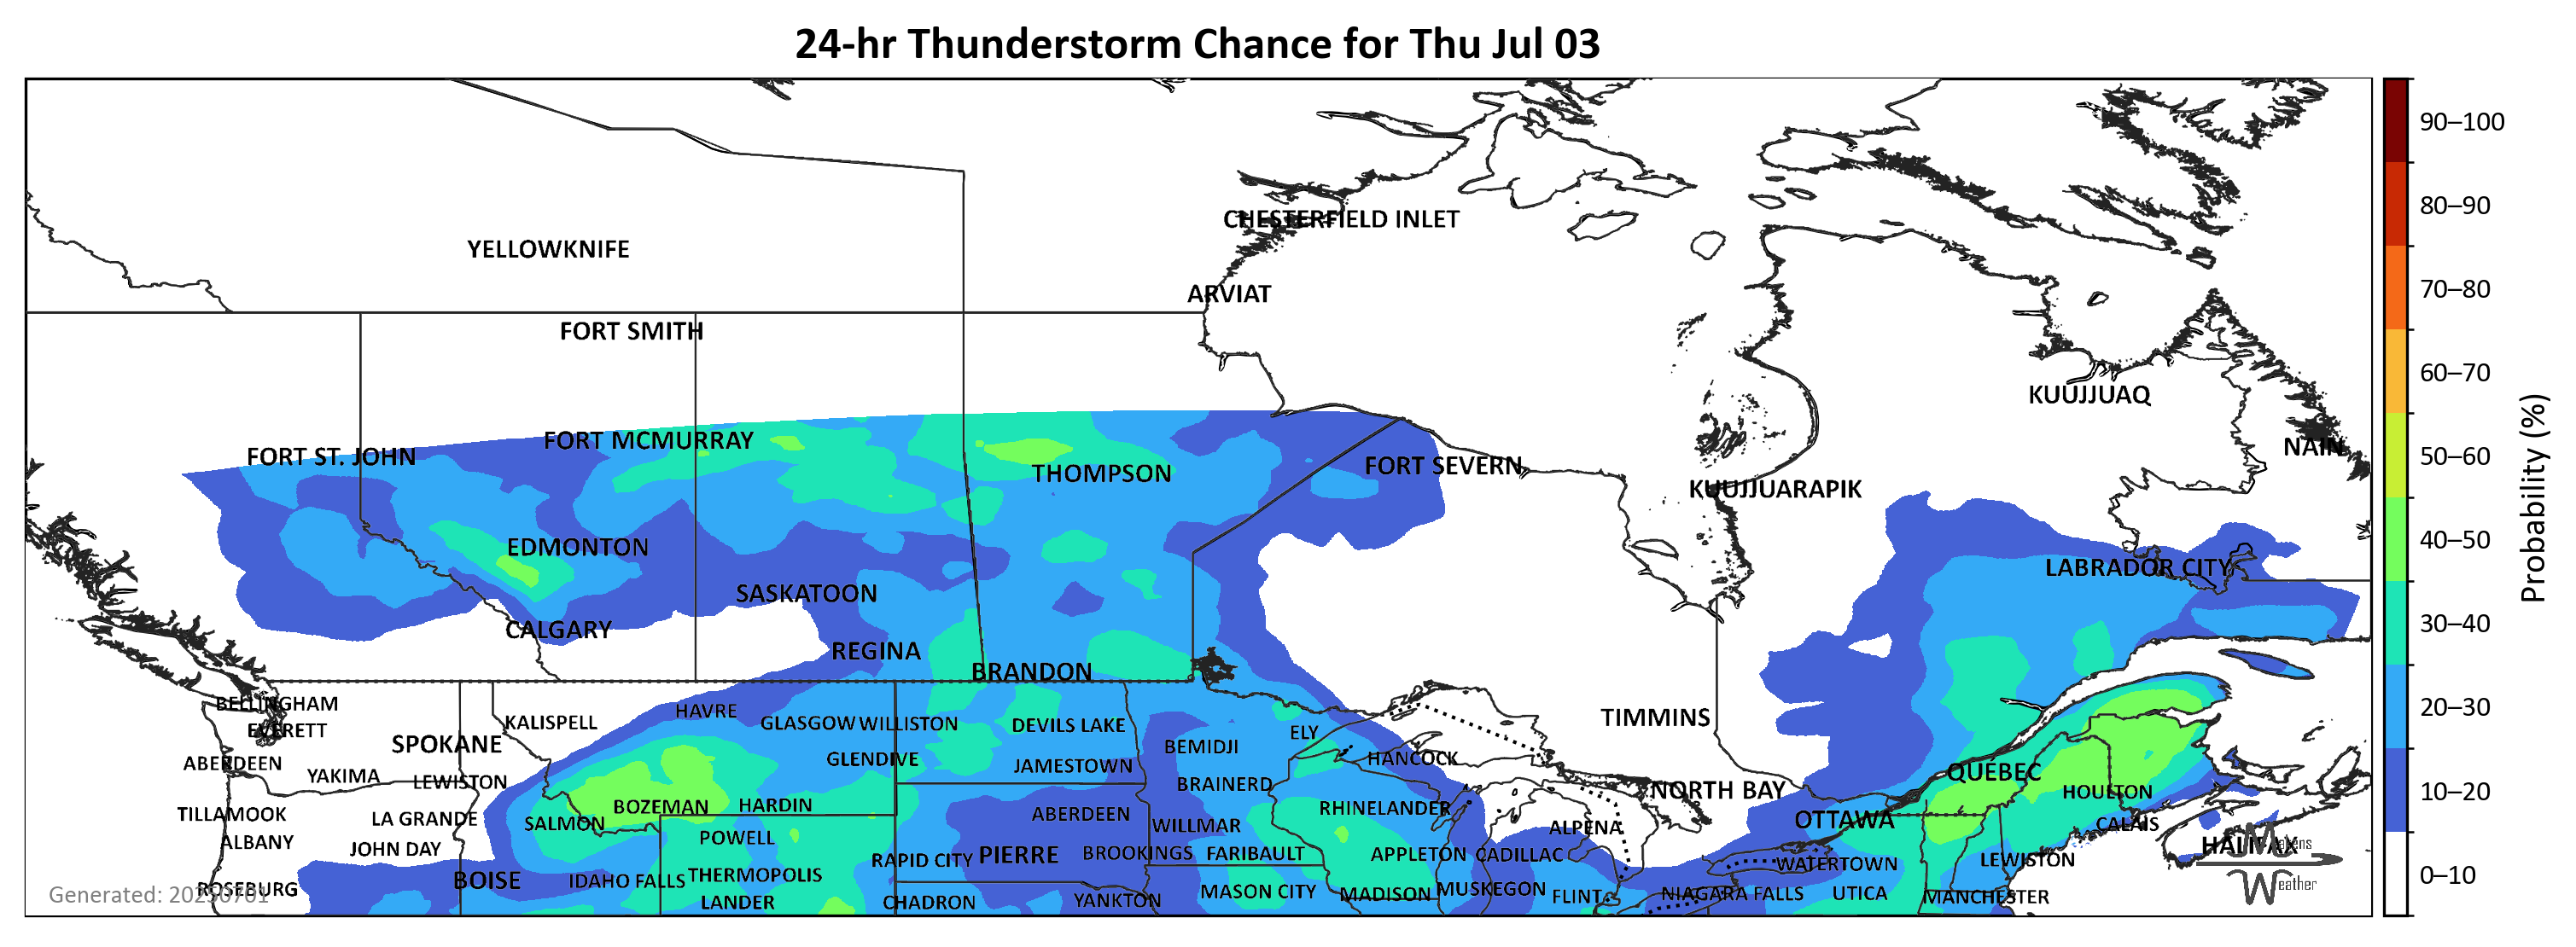 24-hr Thunderstorm Chance for Thu Jul 03
90–100
80–90
CHESTERFIELD INLET
YELLOWKNIFE
70–80
ARVIAT
FORT SMITH
60–70
KUUJJUAQ
FORT MCMURRAY
NAIN
50–60
FORT ST. JOHN
FORT SEVERN
THOMPSON
KUUJJUARAPIK
Probability (%)
EDMONTON
40–50
LABRADOR CITY
SASKATOON
CALGARY
30–40
REGINA
BRANDON
BELLINGHAM
HAVRE
20–30
KALISPELL
GLASGOW
WILLISTON
DEVILS LAKE
TIMMINS
EVERETT
ELY
SPOKANE
BEMIDJI
ABERDEEN
GLENDIVE
HANCOCK
JAMESTOWN
QUÉBEC
YAKIMA
LEWISTON
BRAINERD
NORTH BAY
HOULTON
10–20
BOZEMAN
HARDIN
RHINELANDER
TILLAMOOK
LA GRANDE
SALMON
ABERDEEN
WILLMAR
ALPENA
OTTAWA
CALAIS
ALBANY
POWELL
JOHN DAY
RAPID CITY
PIERRE
BROOKINGS
FARIBAULT
APPLETON
CADILLAC
WATERTOWN
LEWISTON
HALIFAX
Matens
Weather
0–10
BOISE
IDAHO FALLS
THERMOPOLIS
ROSEBURG
Generated: 20250701
LANDER
CHADRON
YANKTON
MASON CITY
MADISON
MUSKEGON
FLINT
NIAGARA FALLS
UTICA
MANCHESTER